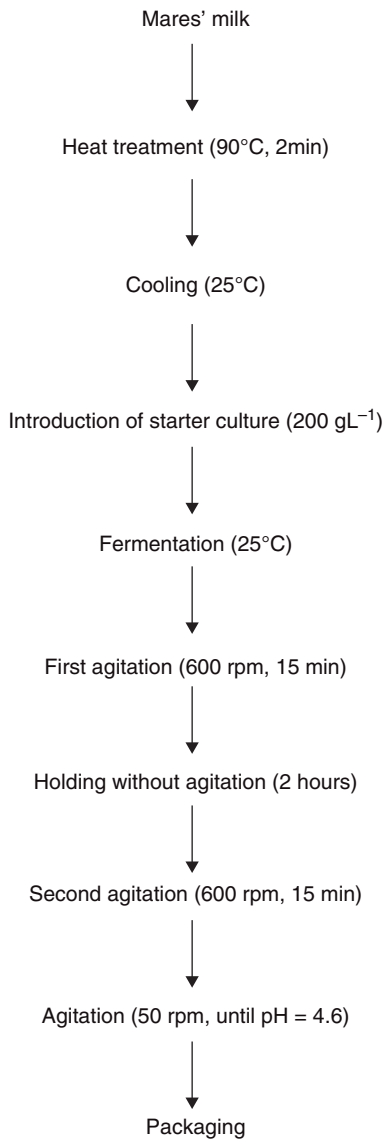 Mares’ milk
Heat treatment (90°C, 2min)
Cooling (25°C)
Introduction of starter culture (200 gL⁻¹)
Fermentation (25°C)
First agitation (600 rpm, 15 min)
Holding without agitation (2 hours)
Second agitation (600 rpm, 15 min)
Agitation (50 rpm, until pH = 4.6)
Packaging